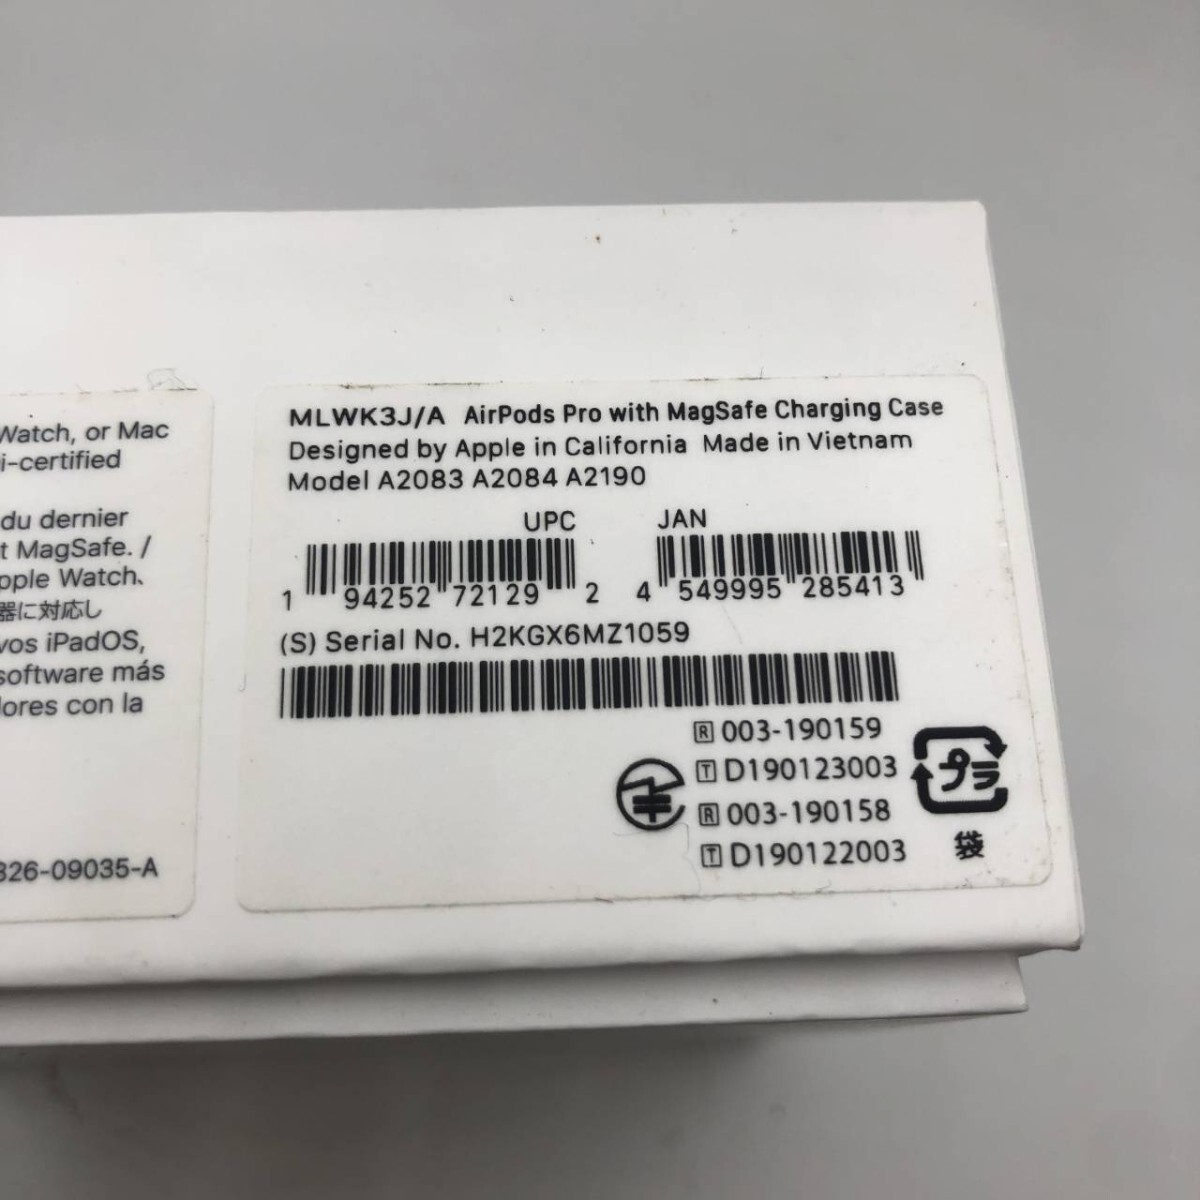 Watch, or Mac
i-certified
du dernier
t MagSafe. /
pple Watch、
器に対応し
vos iPadOS,
software más
dores con la
826-09035-A
MLWK3J/A AirPods Pro with MagSafe Charging Case
Designed by Apple in California Made in Vietnam
Model A2083 A2084 A2190
UPC
1 94252 72129 2
JAN
4 549995 285413
(S) Serial No. H2KGX6MZ1059
R 003-190159
T D190123003
R 003-190158
T D190122003
プラ
袋